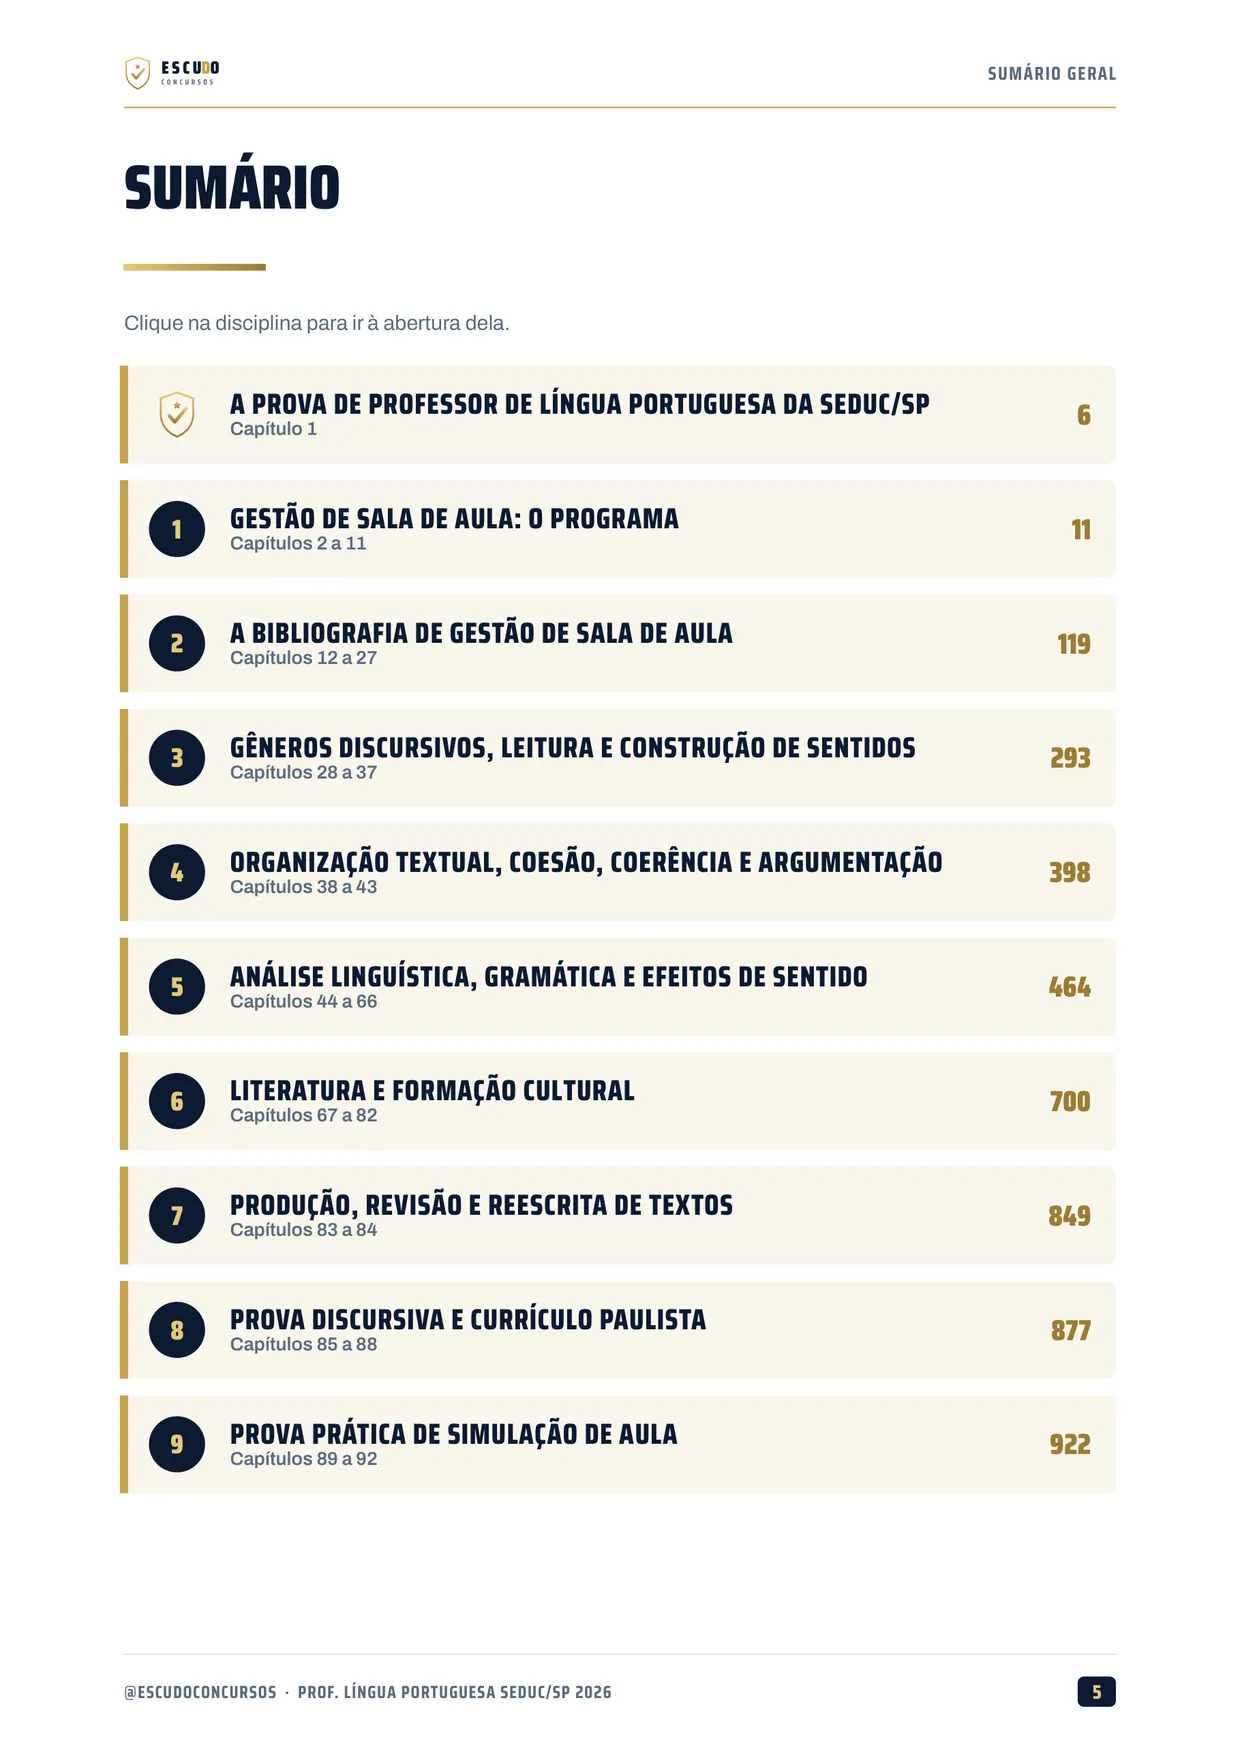 ESCUDO
CONCURSOS
SUMÁRIO GERAL
SUMÁRIO
Clique na disciplina para ir à abertura dela.
A PROVA DE PROFESSOR DE LÍNGUA PORTUGUESA DA SEDUC/SP
Capítulo 1
6
1
GESTÃO DE SALA DE AULA: O PROGRAMA
Capítulos 2 a 11
11
2
A BIBLIOGRAFIA DE GESTÃO DE SALA DE AULA
Capítulos 12 a 27
119
3
GÊNEROS DISCURSIVOS, LEITURA E CONSTRUÇÃO DE SENTIDOS
Capítulos 28 a 37
293
4
ORGANIZAÇÃO TEXTUAL, COESÃO, COERÊNCIA E ARGUMENTAÇÃO
Capítulos 38 a 43
398
5
ANÁLISE LINGUÍSTICA, GRAMÁTICA E EFEITOS DE SENTIDO
Capítulos 44 a 66
464
6
LITERATURA E FORMAÇÃO CULTURAL
Capítulos 67 a 82
700
7
PRODUÇÃO, REVISÃO E REESCRITA DE TEXTOS
Capítulos 83 a 84
849
8
PROVA DISCURSIVA E CURRÍCULO PAULISTA
Capítulos 85 a 88
877
9
PROVA PRÁTICA DE SIMULAÇÃO DE AULA
Capítulos 89 a 92
922
@ESCUDOCONCURSOS · PROF. LÍNGUA PORTUGUESA SEDUC/SP 2026
5